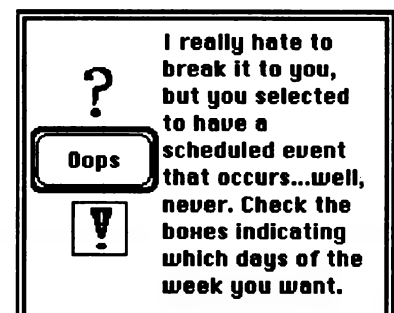 ?
Oops
!
I really hate to
break it to you,
but you selected
to have a
scheduled event
that occurs...well,
never. Check the
boxes indicating
which days of the
week you want.